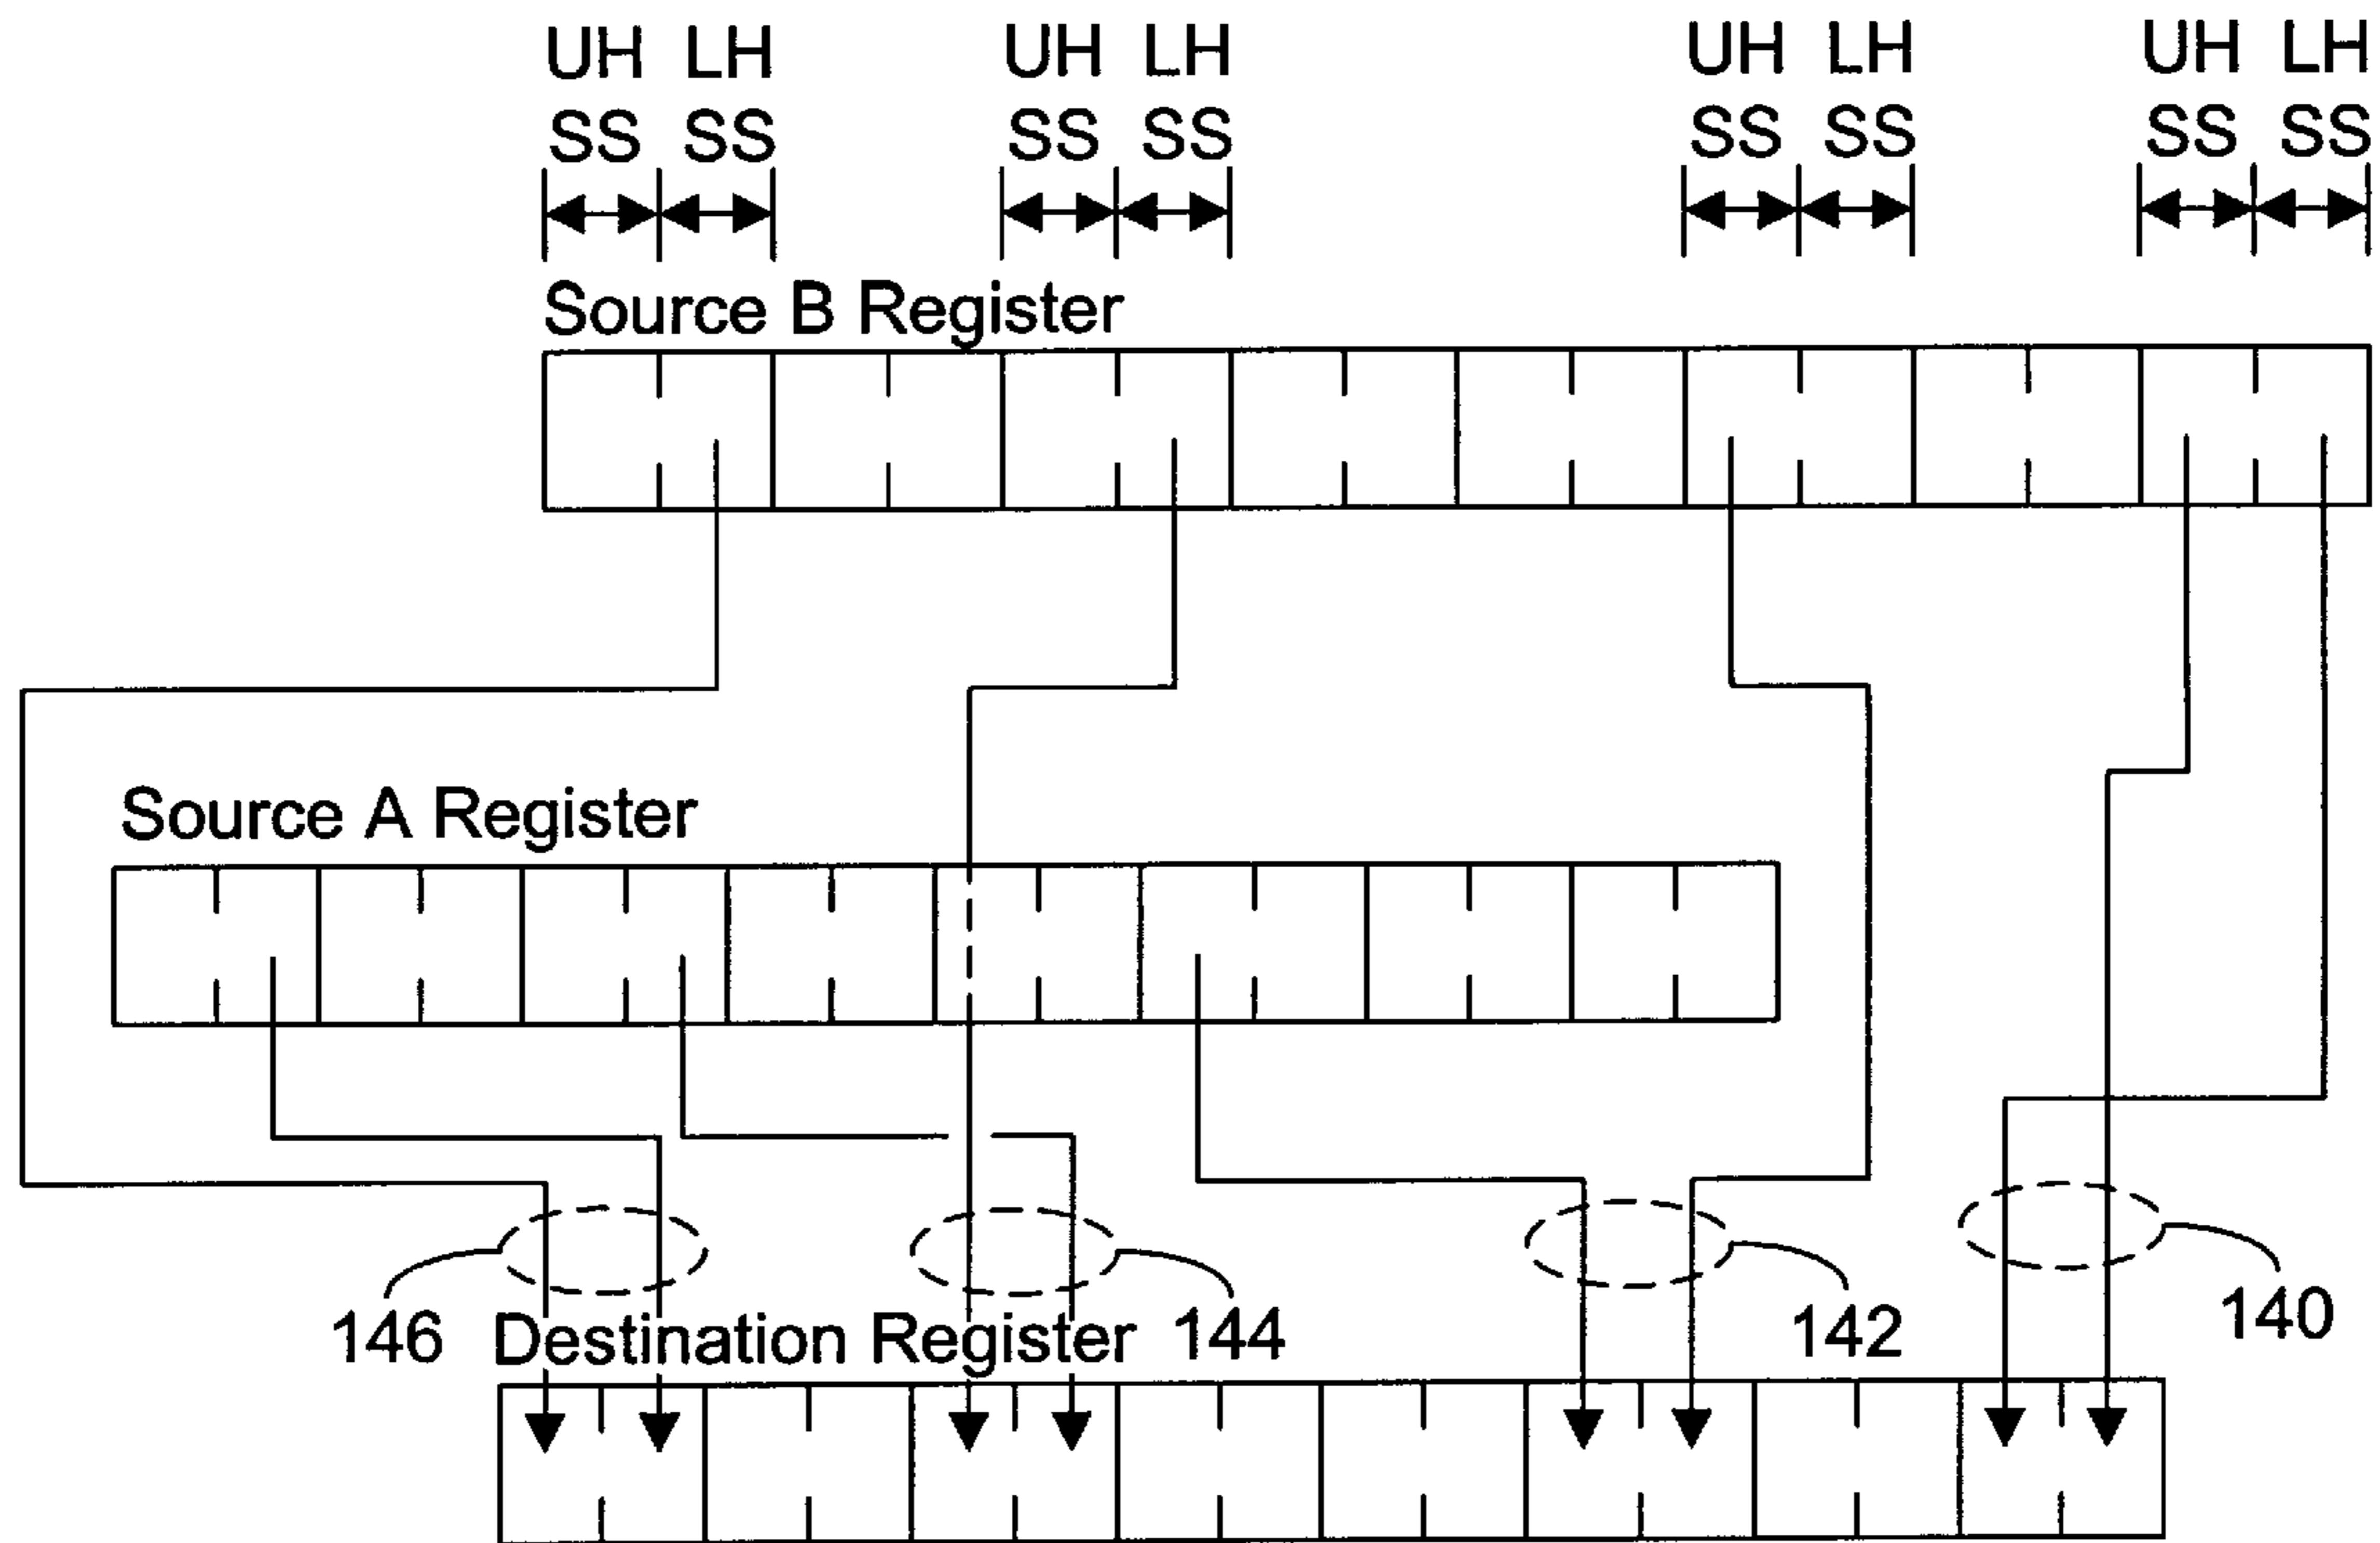 UH LH UH LH UH LH UH LH
SS SS SS SS SS SS SS SS
Source B Register
Source A Register
146 Destination Register 144 142 140